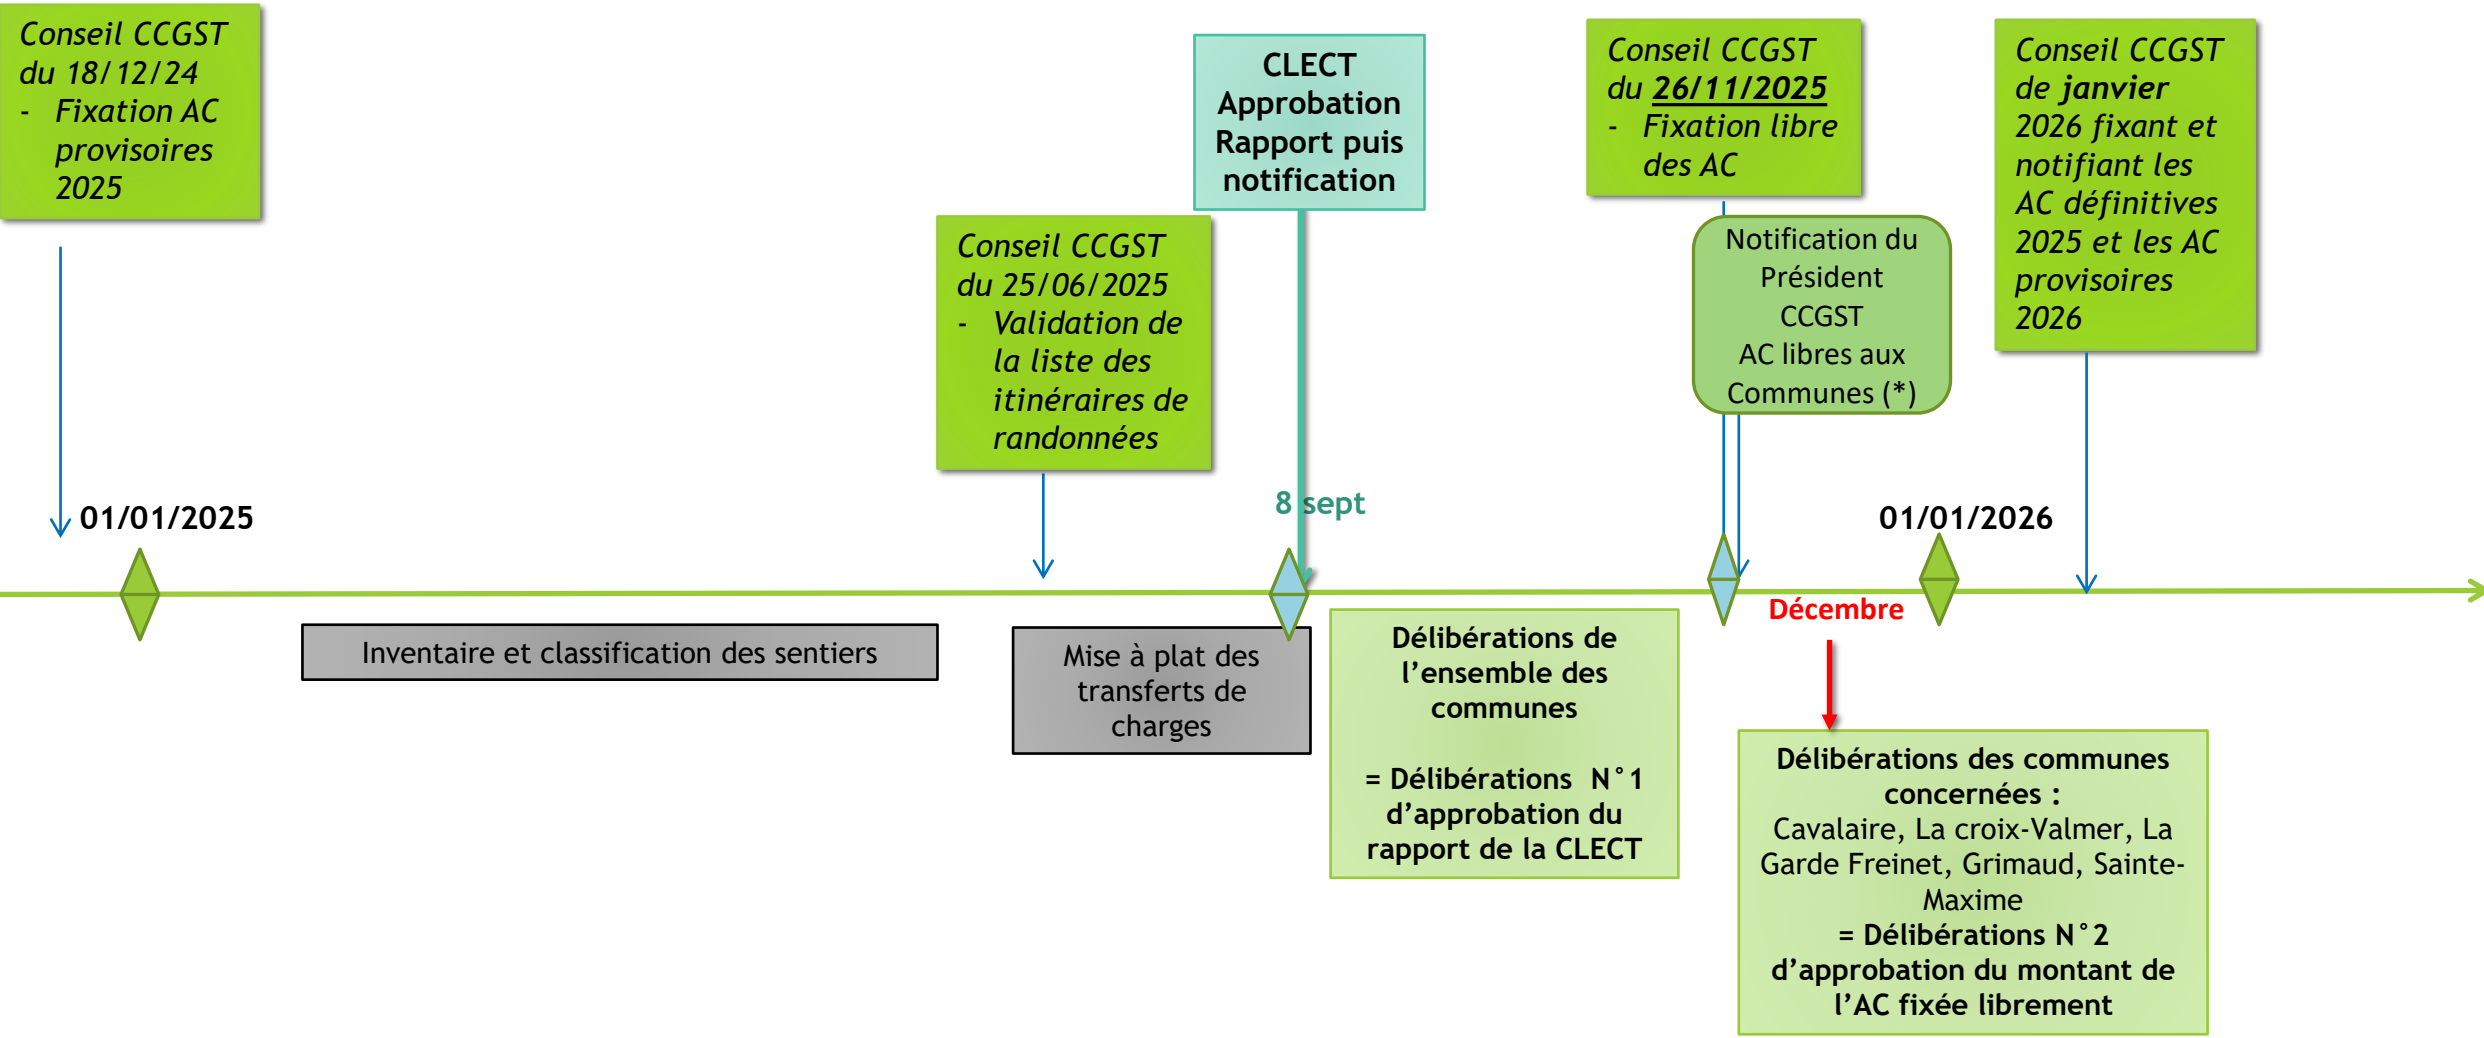 Conseil CCGST
du 18/12/24
- Fixation AC
provisoires
2025
01/01/2025
Inventaire et classification des sentiers
Conseil CCGST
du 25/06/2025
- Validation de
la liste des
itinéraires de
randonnées
Mise à plat des
transferts de
charges
CLECT
Approbation
Rapport puis
notification
8 sept
Délibérations de
l’ensemble des
communes
= Délibérations N°1
d’approbation du
rapport de la CLECT
Conseil CCGST
du 26/11/2025
- Fixation libre
des AC
Notification du
Président
CCGST
AC libres aux
Communes (*)
Décembre
Délibérations des communes
concernées :
Cavalaire, La croix-Valmer, La
Garde Freinet, Grimaud, Sainte-
Maxime
= Délibérations N°2
d’approbation du montant de
l’AC fixée librement
01/01/2026
Conseil CCGST
de janvier
2026 fixant et
notifiant les
AC définitives
2025 et les AC
provisoires
2026